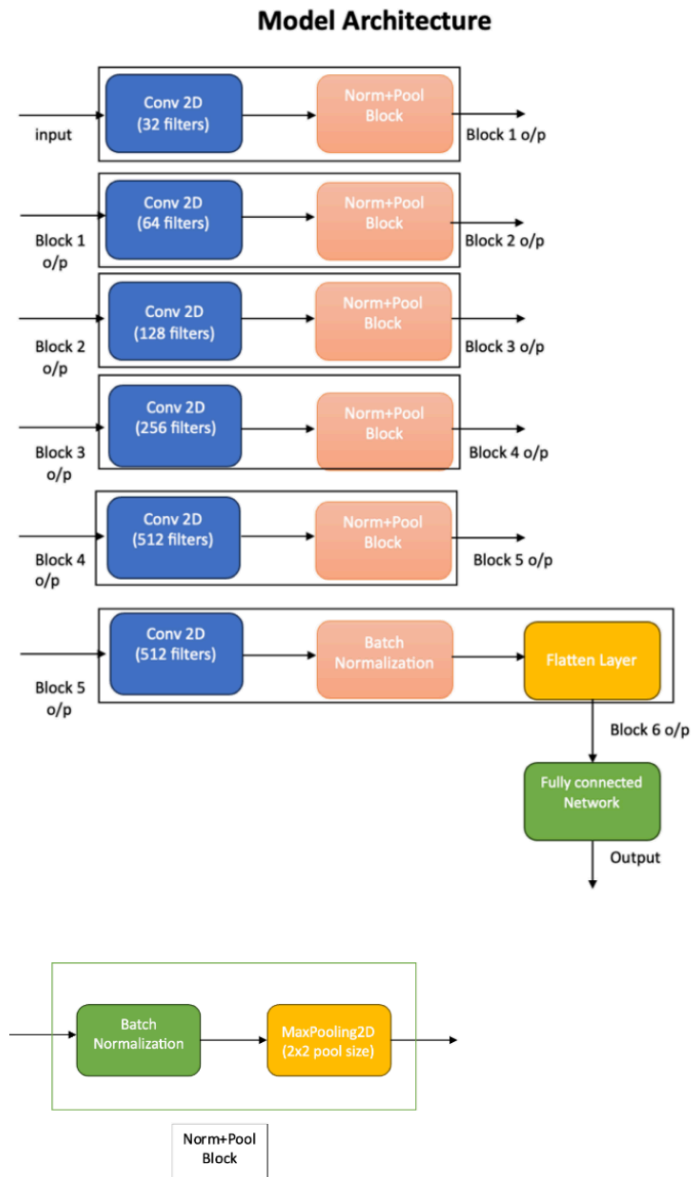 Model Architecture
Conv 2D
(32 filters)
Norm+Pool
Block
input
Block 1 o/p
Conv 2D
(64 filters)
Norm+Pool
Block
Block 1
o/p
Block 2 o/p
Conv 2D
(128 filters)
Norm+Pool
Block
Block 2
o/p
Block 3 o/p
Conv 2D
(256 filters)
Norm+Pool
Block
Block 3
o/p
Block 4 o/p
Conv 2D
(512 filters)
Norm+Pool
Block
Block 4
o/p
Block 5 o/p
Conv 2D
(512 filters)
Batch
Normalization
Flatten Layer
Block 5
o/p
Block 6 o/p
Fully connected
Network
Output
Batch
Normalization
MaxPooling2D
(2x2 pool size)
Norm+Pool
Block